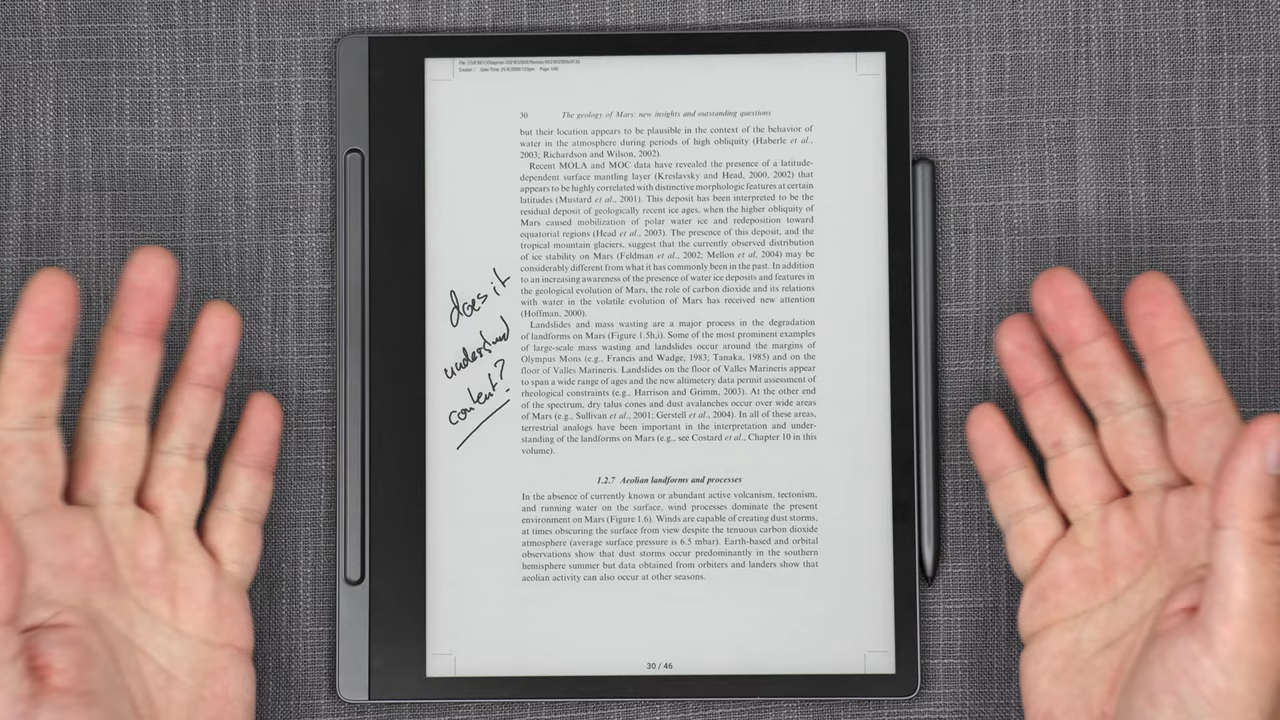 30 The geology of Mars: new insights and outstanding questions
but their location appears to be plausible in the context of the behavior of
water in the atmosphere during periods of high obliquity (Haberle et al.,
2003; Richardson and Wilson, 2002).
Recent MOLA and MOC data have revealed the presence of a latitude-
dependent surface mantling layer (Kreslavsky and Head, 2000, 2002) that
appears to be highly correlated with distinctive morphologic features at certain
latitudes (Mustard et al., 2001). This deposit has been interpreted to be the
residual deposit of geologically recent ice ages, when the higher obliquity of
Mars caused mobilization of polar water ice and redeposition toward
equatorial regions (Head et al., 2003). The presence of this deposit, and the
tropical mountain glaciers, suggest that the currently observed distribution
of ice stability on Mars (Feldman et al., 2002; Mellon et al, 2004) may be
considerably different from what it has commonly been in the past. In addition
to an increasing awareness of the presence of water ice deposits and features in
the geological evolution of Mars, the role of carbon dioxide and its relations
with water in the volatile evolution of Mars has received new attention
(Hoffman, 2000).
Landslides and mass wasting are a major process in the degradation
of landforms on Mars (Figure 1.5h,i). Some of the most prominent examples
of large-scale mass wasting and landslides occur around the margins of
Olympus Mons (e.g., Francis and Wadge, 1983; Tanaka, 1985) and on the
floor of Valles Marineris. Landslides on the floor of Valles Marineris appear
to span a wide range of ages and the new altimetery data permit assessment of
rheological constraints (e.g., Harrison and Grimm, 2003). At the other end
of the spectrum, dry talus cones and dust avalanches occur over wide areas
of Mars (e.g., Sullivan et al., 2001; Gerstell et al., 2004). In all of these areas,
terrestrial analogs have been important in the interpretation and under-
standing of the landforms on Mars (e.g., see Costard et al., Chapter 10 in this
volume).
does it
understand
content?
1.2.7 Aeolian landforms and processes
In the absence of currently known or abundant active volcanism, tectonism,
and running water on the surface, wind processes dominate the present
environment on Mars (Figure 1.6). Winds are capable of creating dust storms,
at times obscuring the surface from view despite the tenuous carbon dioxide
atmosphere (average surface pressure is 6.5 mbar). Earth-based and orbital
observations show that dust storms occur predominantly in the southern
hemisphere summer but data obtained from orbiters and landers show that
aeolian activity can also occur at other seasons.
30 / 46